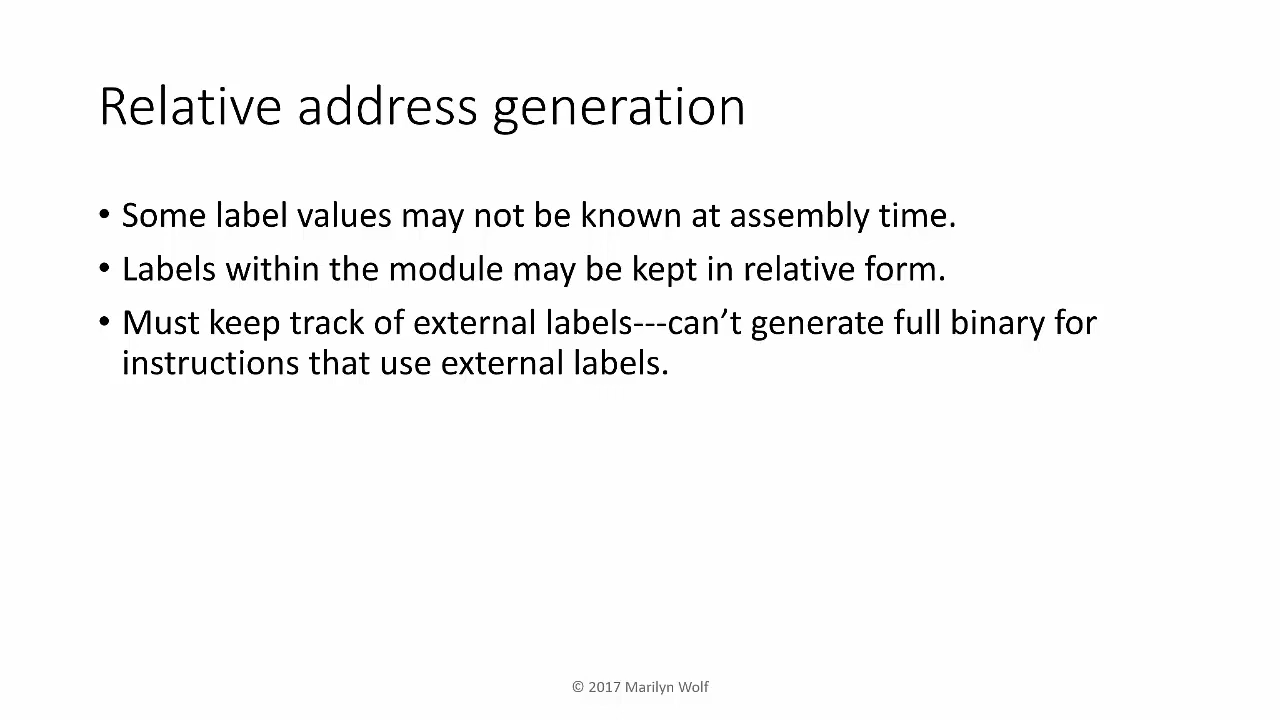 Relative address generation
• Some label values may not be known at assembly time.
• Labels within the module may be kept in relative form.
• Must keep track of external labels---can’t generate full binary for
instructions that use external labels.
© 2017 Marilyn Wolf